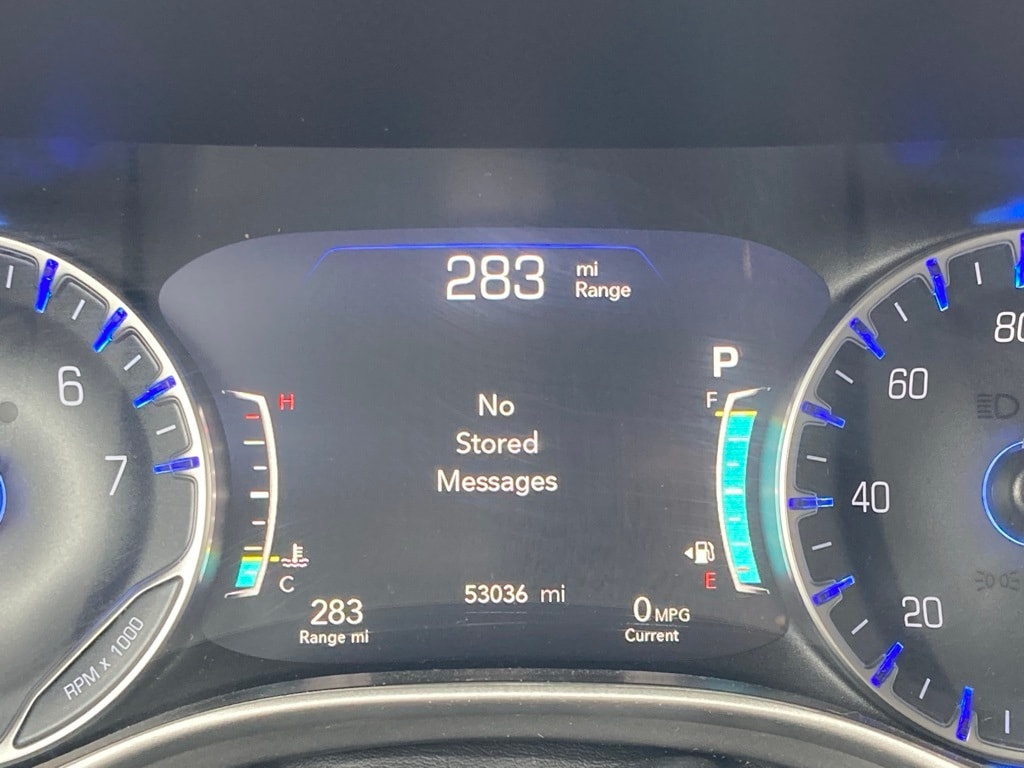 283 mi
Range
P
F
H
No
Stored
Messages
C
E
53036 mi
283
Range mi
0 MPG
Current
6
7
RPM x 1000
80
60
40
20